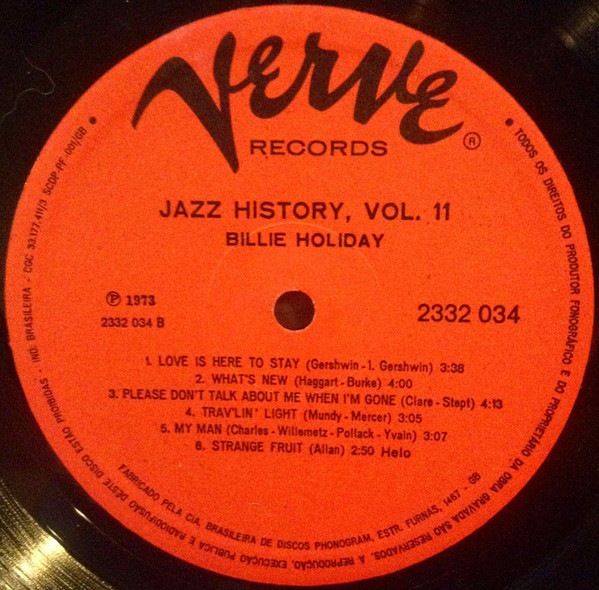 Verve
RECORDS
®
JAZZ HISTORY, VOL. 11
BILLIE HOLIDAY
Ⓟ 1973
2332 034 B
2332 034
1. LOVE IS HERE TO STAY (Gershwin - I. Gershwin) 3:38
2. WHAT'S NEW (Haggart - Burke) 4:00
3. PLEASE DON'T TALK ABOUT ME WHEN I'M GONE (Clare - Stept) 4:13
4. TRAV'LIN' LIGHT (Mundy - Mercer) 3:05
5. MY MAN (Charles - Willemetz - Pollack - Yvain) 3:07
6. STRANGE FRUIT (Allan) 2:50 Helo
FABRICADO PELA CIA. BRASILEIRA DE DISCOS PHONOGRAM, ESTR. FURNAS, 1467 - GB
• TODOS OS DIREITOS DO PRODUTOR FONOGRÁFICO E DO PROPRIETÁRIO DA OBRA GRAVADA SÃO RESERVADOS. A REPRODUÇÃO, EXECUÇÃO PÚBLICA E RADIODIFUSÃO DESTE DISCO ESTÃO PROIBIDAS - IND. BRASILEIRA - CGC 33.177.411/3 SCDP-PF 001/GB •